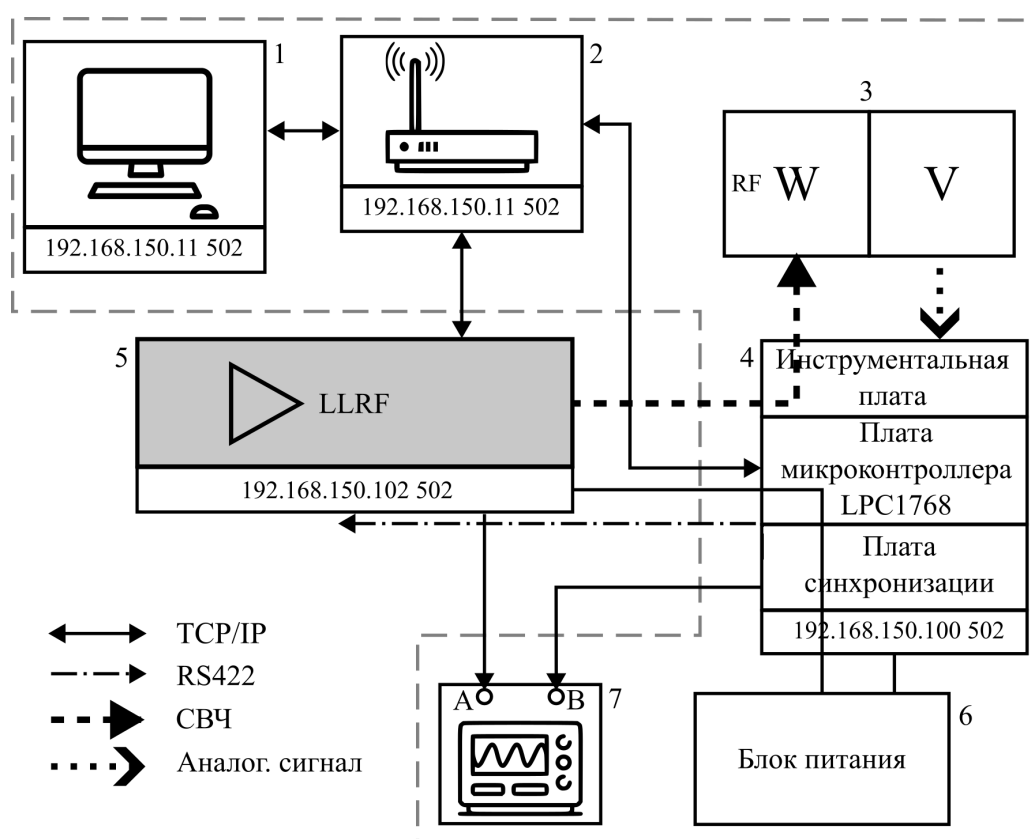 1
192.168.150.11 502
2
192.168.150.11 502
3
RF W
V
4
Инструментальная
плата
Плата
микроконтроллера
LPC1768
Плата
синхронизации
192.168.150.100 502
5
LLRF
192.168.150.102 502
TCP/IP
RS422
СВЧ
Аналог. сигнал
A
B
7
6
Блок питания